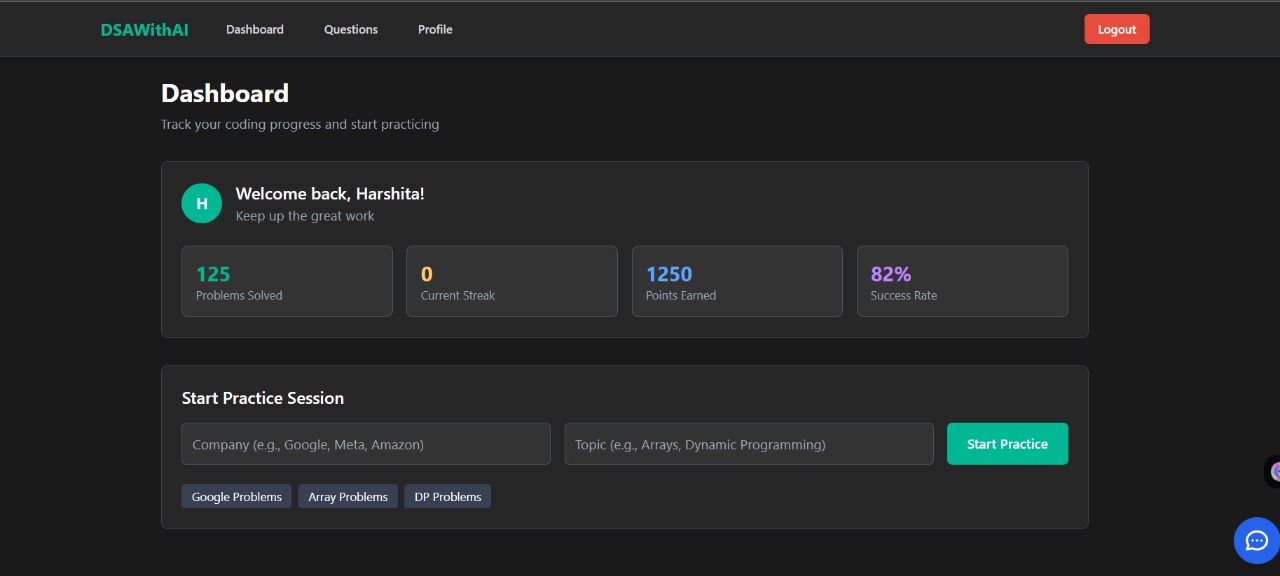 DSAWithAI Dashboard Questions Profile Logout
Dashboard
Track your coding progress and start practicing
H
Welcome back, Harshita!
Keep up the great work
125 0 1250 82%
Problems Solved Current Streak Points Earned Success Rate
Start Practice Session
Company (e.g., Google, Meta, Amazon) Topic (e.g., Arrays, Dynamic Programming) Start Practice
Google Problems Array Problems DP Problems